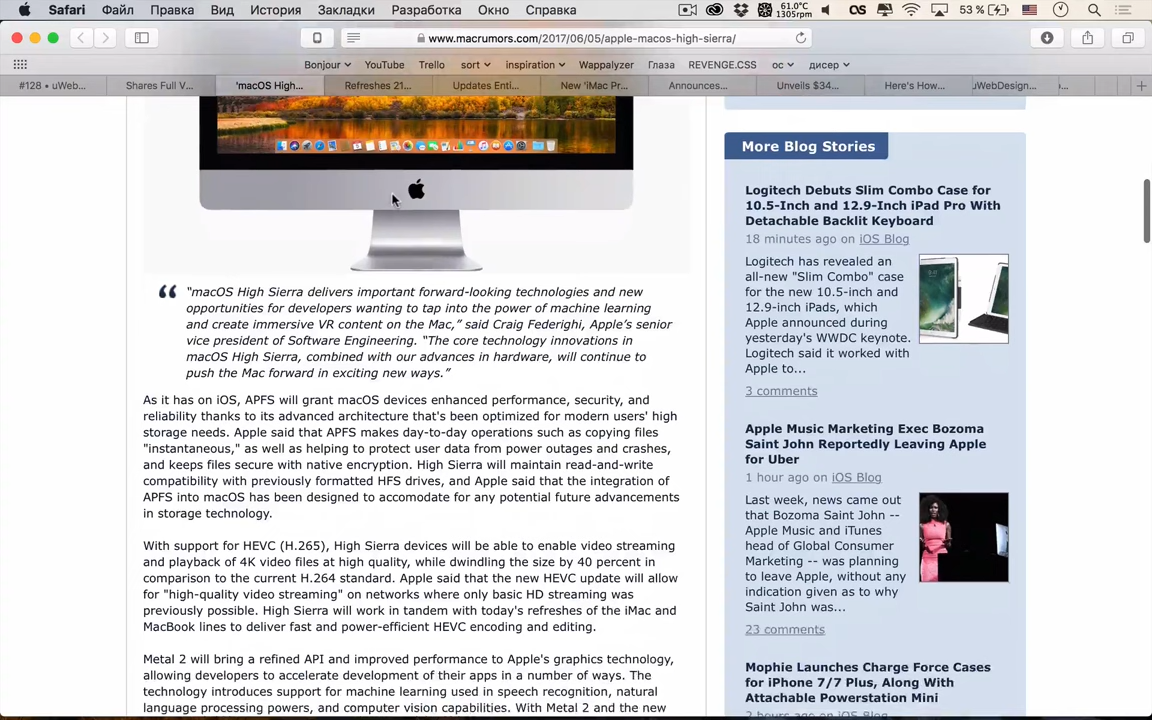 Safari Файл Правка Вид История Закладки Разработка Окно Справка 61.0°C 1305rpm 53 %
www.macrumors.com/2017/06/05/apple-macos-high-sierra/
Bonjour YouTube Trello sort inspiration Wappalyzer Глаза REVENGE.CSS ос дисер
#128 • uWeb... Shares Full V... 'macOS High... Refreshes 21... Updates Enti... New 'iMac Pr... Announces... Unveils $34... Here's How... uWebDesign...
More Blog Stories
“macOS High Sierra delivers important forward-looking technologies and new
opportunities for developers wanting to tap into the power of machine learning
and create immersive VR content on the Mac,” said Craig Federighi, Apple’s senior
vice president of Software Engineering. “The core technology innovations in
macOS High Sierra, combined with our advances in hardware, will continue to
push the Mac forward in exciting new ways.”
As it has on iOS, APFS will grant macOS devices enhanced performance, security, and
reliability thanks to its advanced architecture that's been optimized for modern users' high
storage needs. Apple said that APFS makes day-to-day operations such as copying files
"instantaneous," as well as helping to protect user data from power outages and crashes,
and keeps files secure with native encryption. High Sierra will maintain read-and-write
compatibility with previously formatted HFS drives, and Apple said that the integration of
APFS into macOS has been designed to accomodate for any potential future advancements
in storage technology.
With support for HEVC (H.265), High Sierra devices will be able to enable video streaming
and playback of 4K video files at high quality, while dwindling the size by 40 percent in
comparison to the current H.264 standard. Apple said that the new HEVC update will allow
for "high-quality video streaming" on networks where only basic HD streaming was
previously possible. High Sierra will work in tandem with today's refreshes of the iMac and
MacBook lines to deliver fast and power-efficient HEVC encoding and editing.
Metal 2 will bring a refined API and improved performance to Apple's graphics technology,
allowing developers to accelerate development of their apps in a number of ways. The
technology introduces support for machine learning used in speech recognition, natural
language processing powers, and computer vision capabilities. With Metal 2 and the new
Logitech Debuts Slim Combo Case for
10.5-Inch and 12.9-Inch iPad Pro With
Detachable Backlit Keyboard
18 minutes ago on iOS Blog
Logitech has revealed an
all-new "Slim Combo" case
for the new 10.5-inch and
12.9-inch iPads, which
Apple announced during
yesterday's WWDC keynote.
Logitech said it worked with
Apple to...
3 comments
Apple Music Marketing Exec Bozoma
Saint John Reportedly Leaving Apple
for Uber
1 hour ago on iOS Blog
Last week, news came out
that Bozoma Saint John --
Apple Music and iTunes
head of Global Consumer
Marketing -- was planning
to leave Apple, without any
indication given as to why
Saint John was...
23 comments
Mophie Launches Charge Force Cases
for iPhone 7/7 Plus, Along With
Attachable Powerstation Mini
2 hours ago on iOS Blog